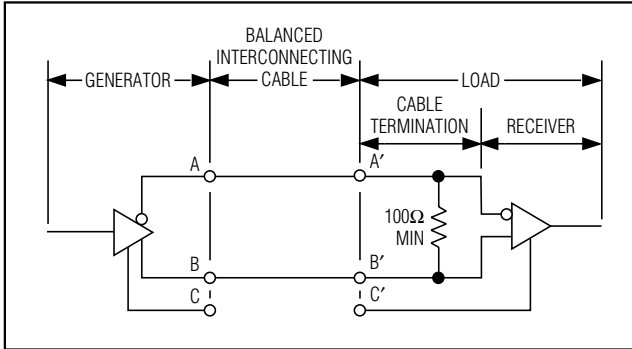 BALANCED
INTERCONNECTING
CABLE
GENERATOR
LOAD
CABLE
TERMINATION
RECEIVER
A
A′
100Ω
MIN
B
B′
C
C′